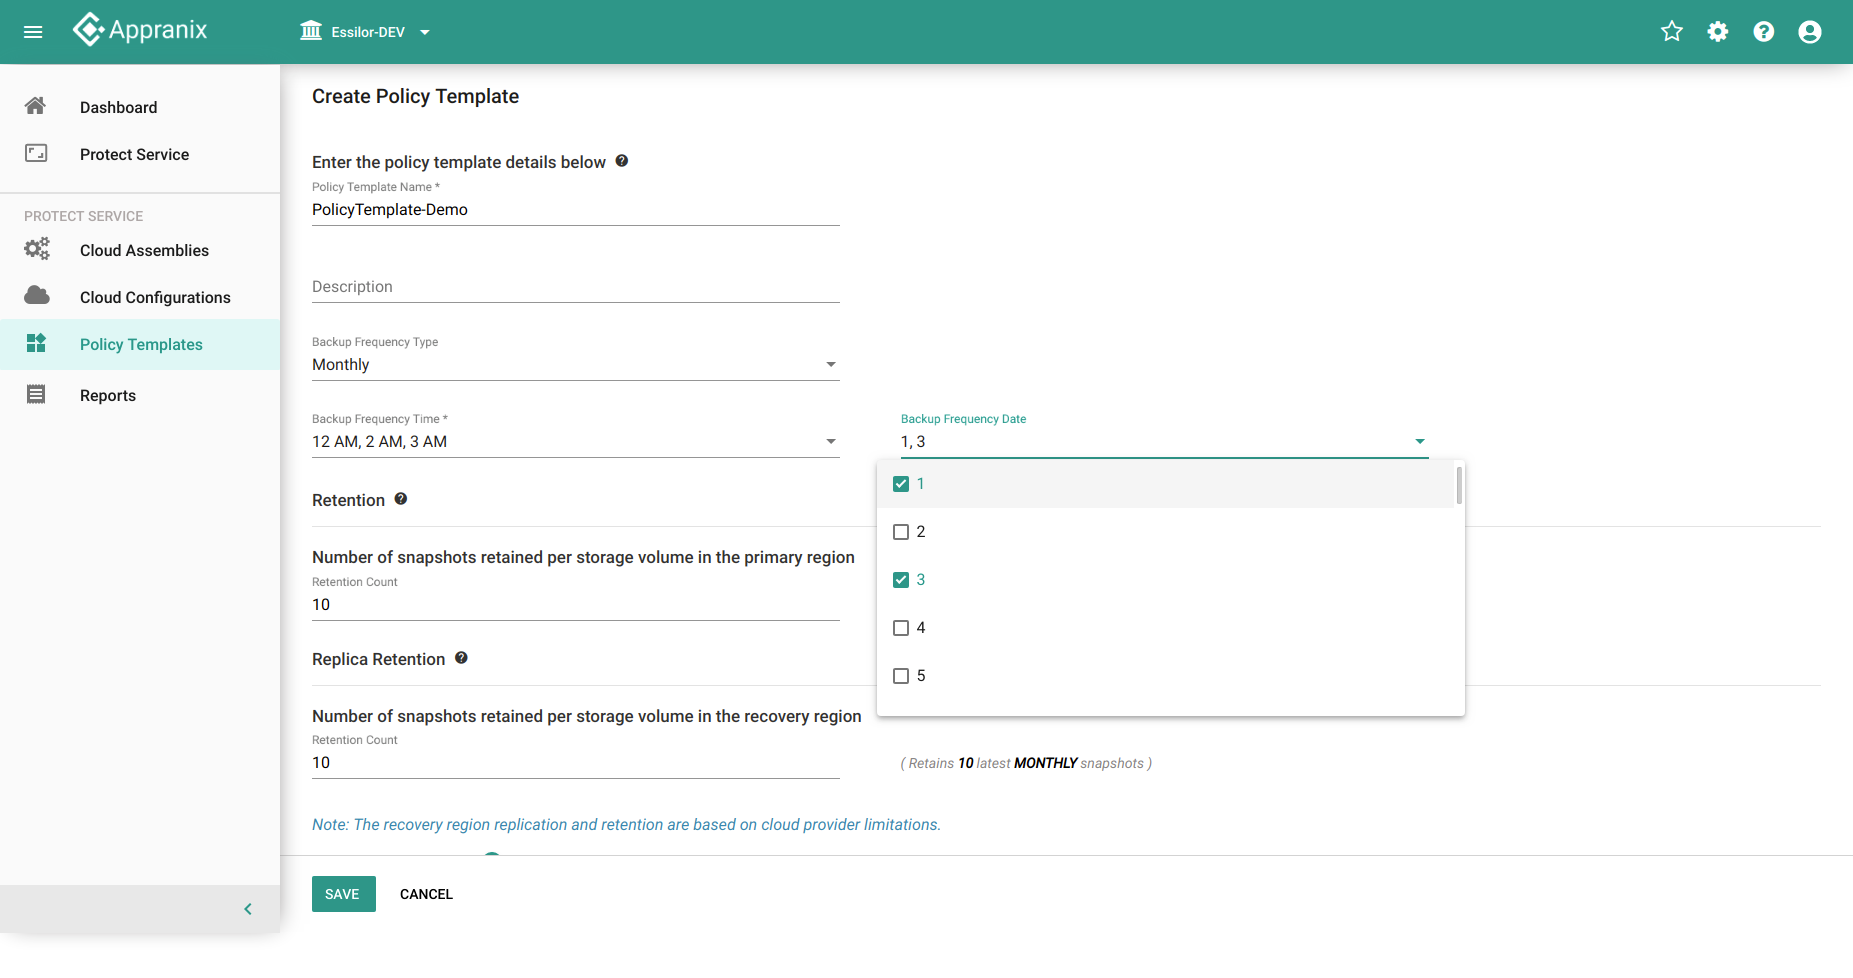 Appranix
Essilor-DEV
Dashboard
Protect Service
PROTECT SERVICE
Cloud Assemblies
Cloud Configurations
Policy Templates
Reports
Create Policy Template
Enter the policy template details below
Policy Template Name *
PolicyTemplate-Demo
Description
Backup Frequency Type
Monthly
Backup Frequency Time *
12 AM, 2 AM, 3 AM
Backup Frequency Date
1, 3
1
2
3
4
5
Retention
Number of snapshots retained per storage volume in the primary region
Retention Count
10
Replica Retention
Number of snapshots retained per storage volume in the recovery region
Retention Count
10
( Retains 10 latest MONTHLY snapshots )
Note: The recovery region replication and retention are based on cloud provider limitations.
SAVE
CANCEL